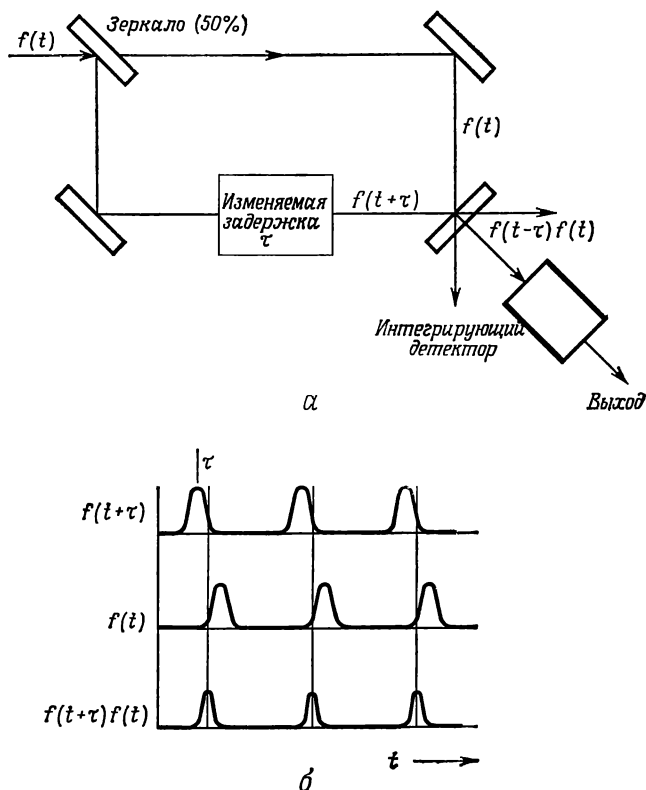 f(t)
Зеркало (50%)
f(t)
Изменяемая
задержка
τ
f(t+τ)
f(t-τ)f(t)
Интегрирующий
детектор
Выход
а
τ
f(t+τ)
f(t)
f(t+τ)f(t)
t
б